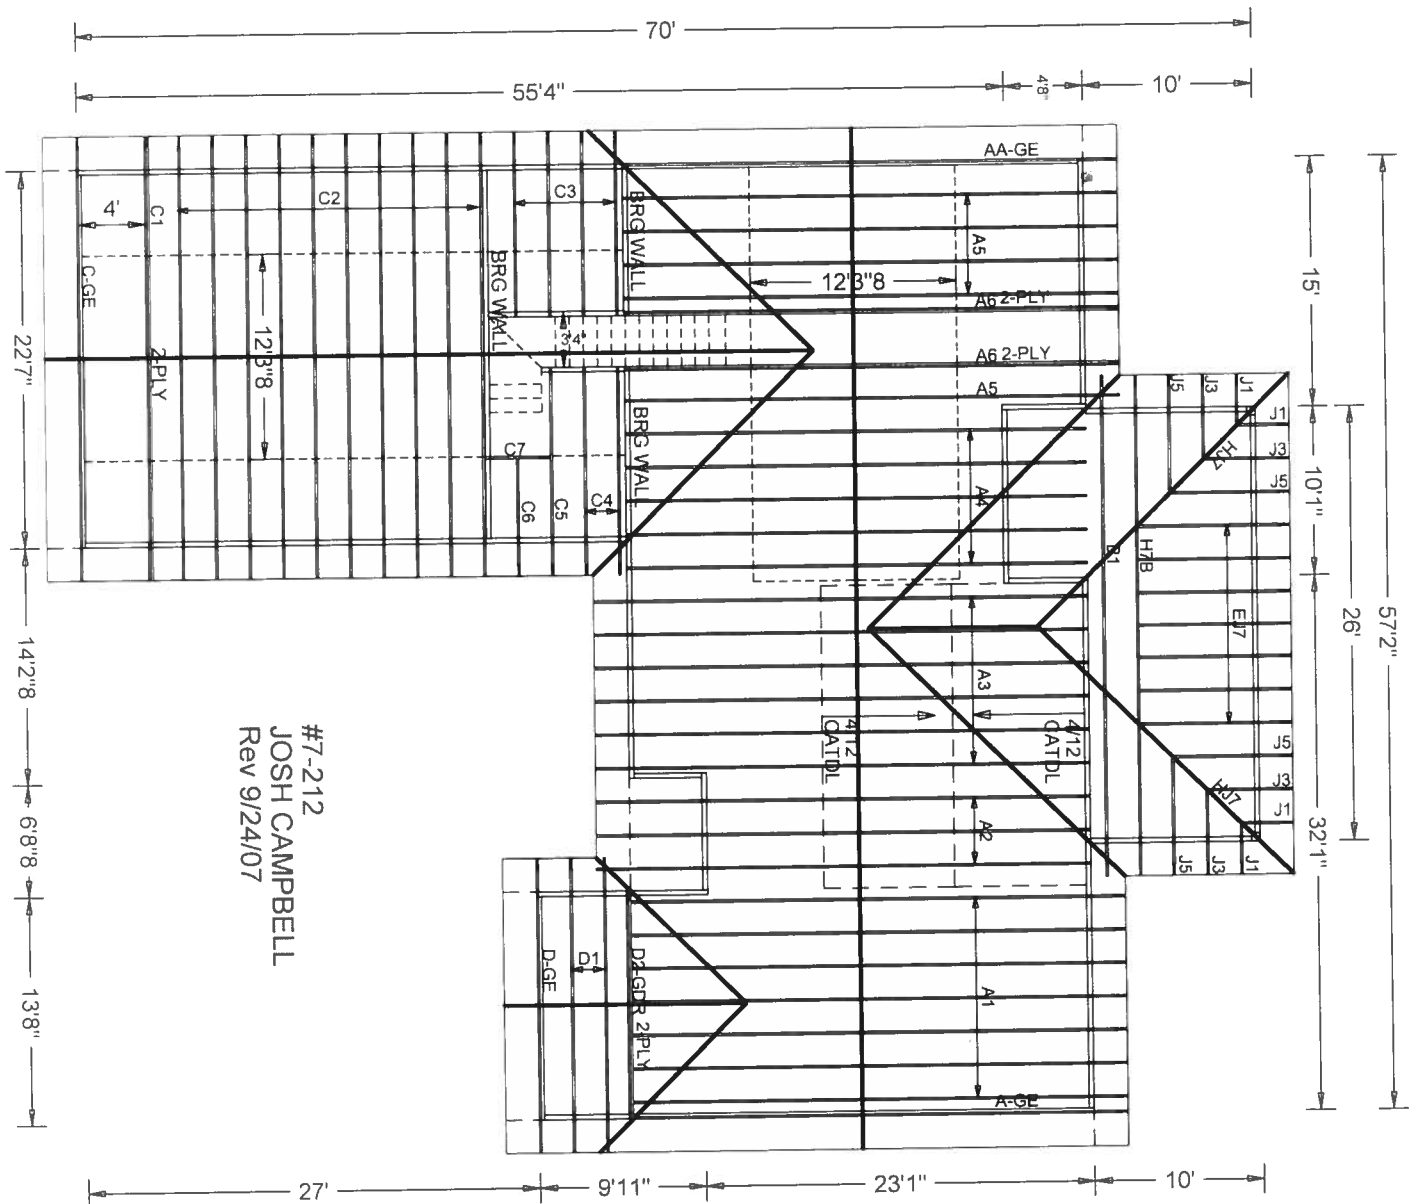 70'
55'4"
4'8"
10'
AA-GE
C2
C3
4'
C1
C-GE
2-PLY
12'3"8
BRG WALL
BRG WALL
3'4"
A5
12'3"8
A6 2-PLY
A6 2-PLY
A5
BRG WAL
C7
C4
C5
C6
A4
J5
J3
J1
J1
J3
J5
HJ7
B1
H7B
EJ7
A3
4/12
CATDL
4/12
CATDL
J5
J3
J1
HJ7
J5
J3
J1
A2
D1
D-GE
D2-GDR 2-PLY
A1
A-GE
22'7"
14'2"8
6'8"8
13'8"
15'
10'1"
26'
32'1"
57'2"
#7-212
JOSH CAMPBELL
Rev 9/24/07
27'
9'11"
23'1"
10'